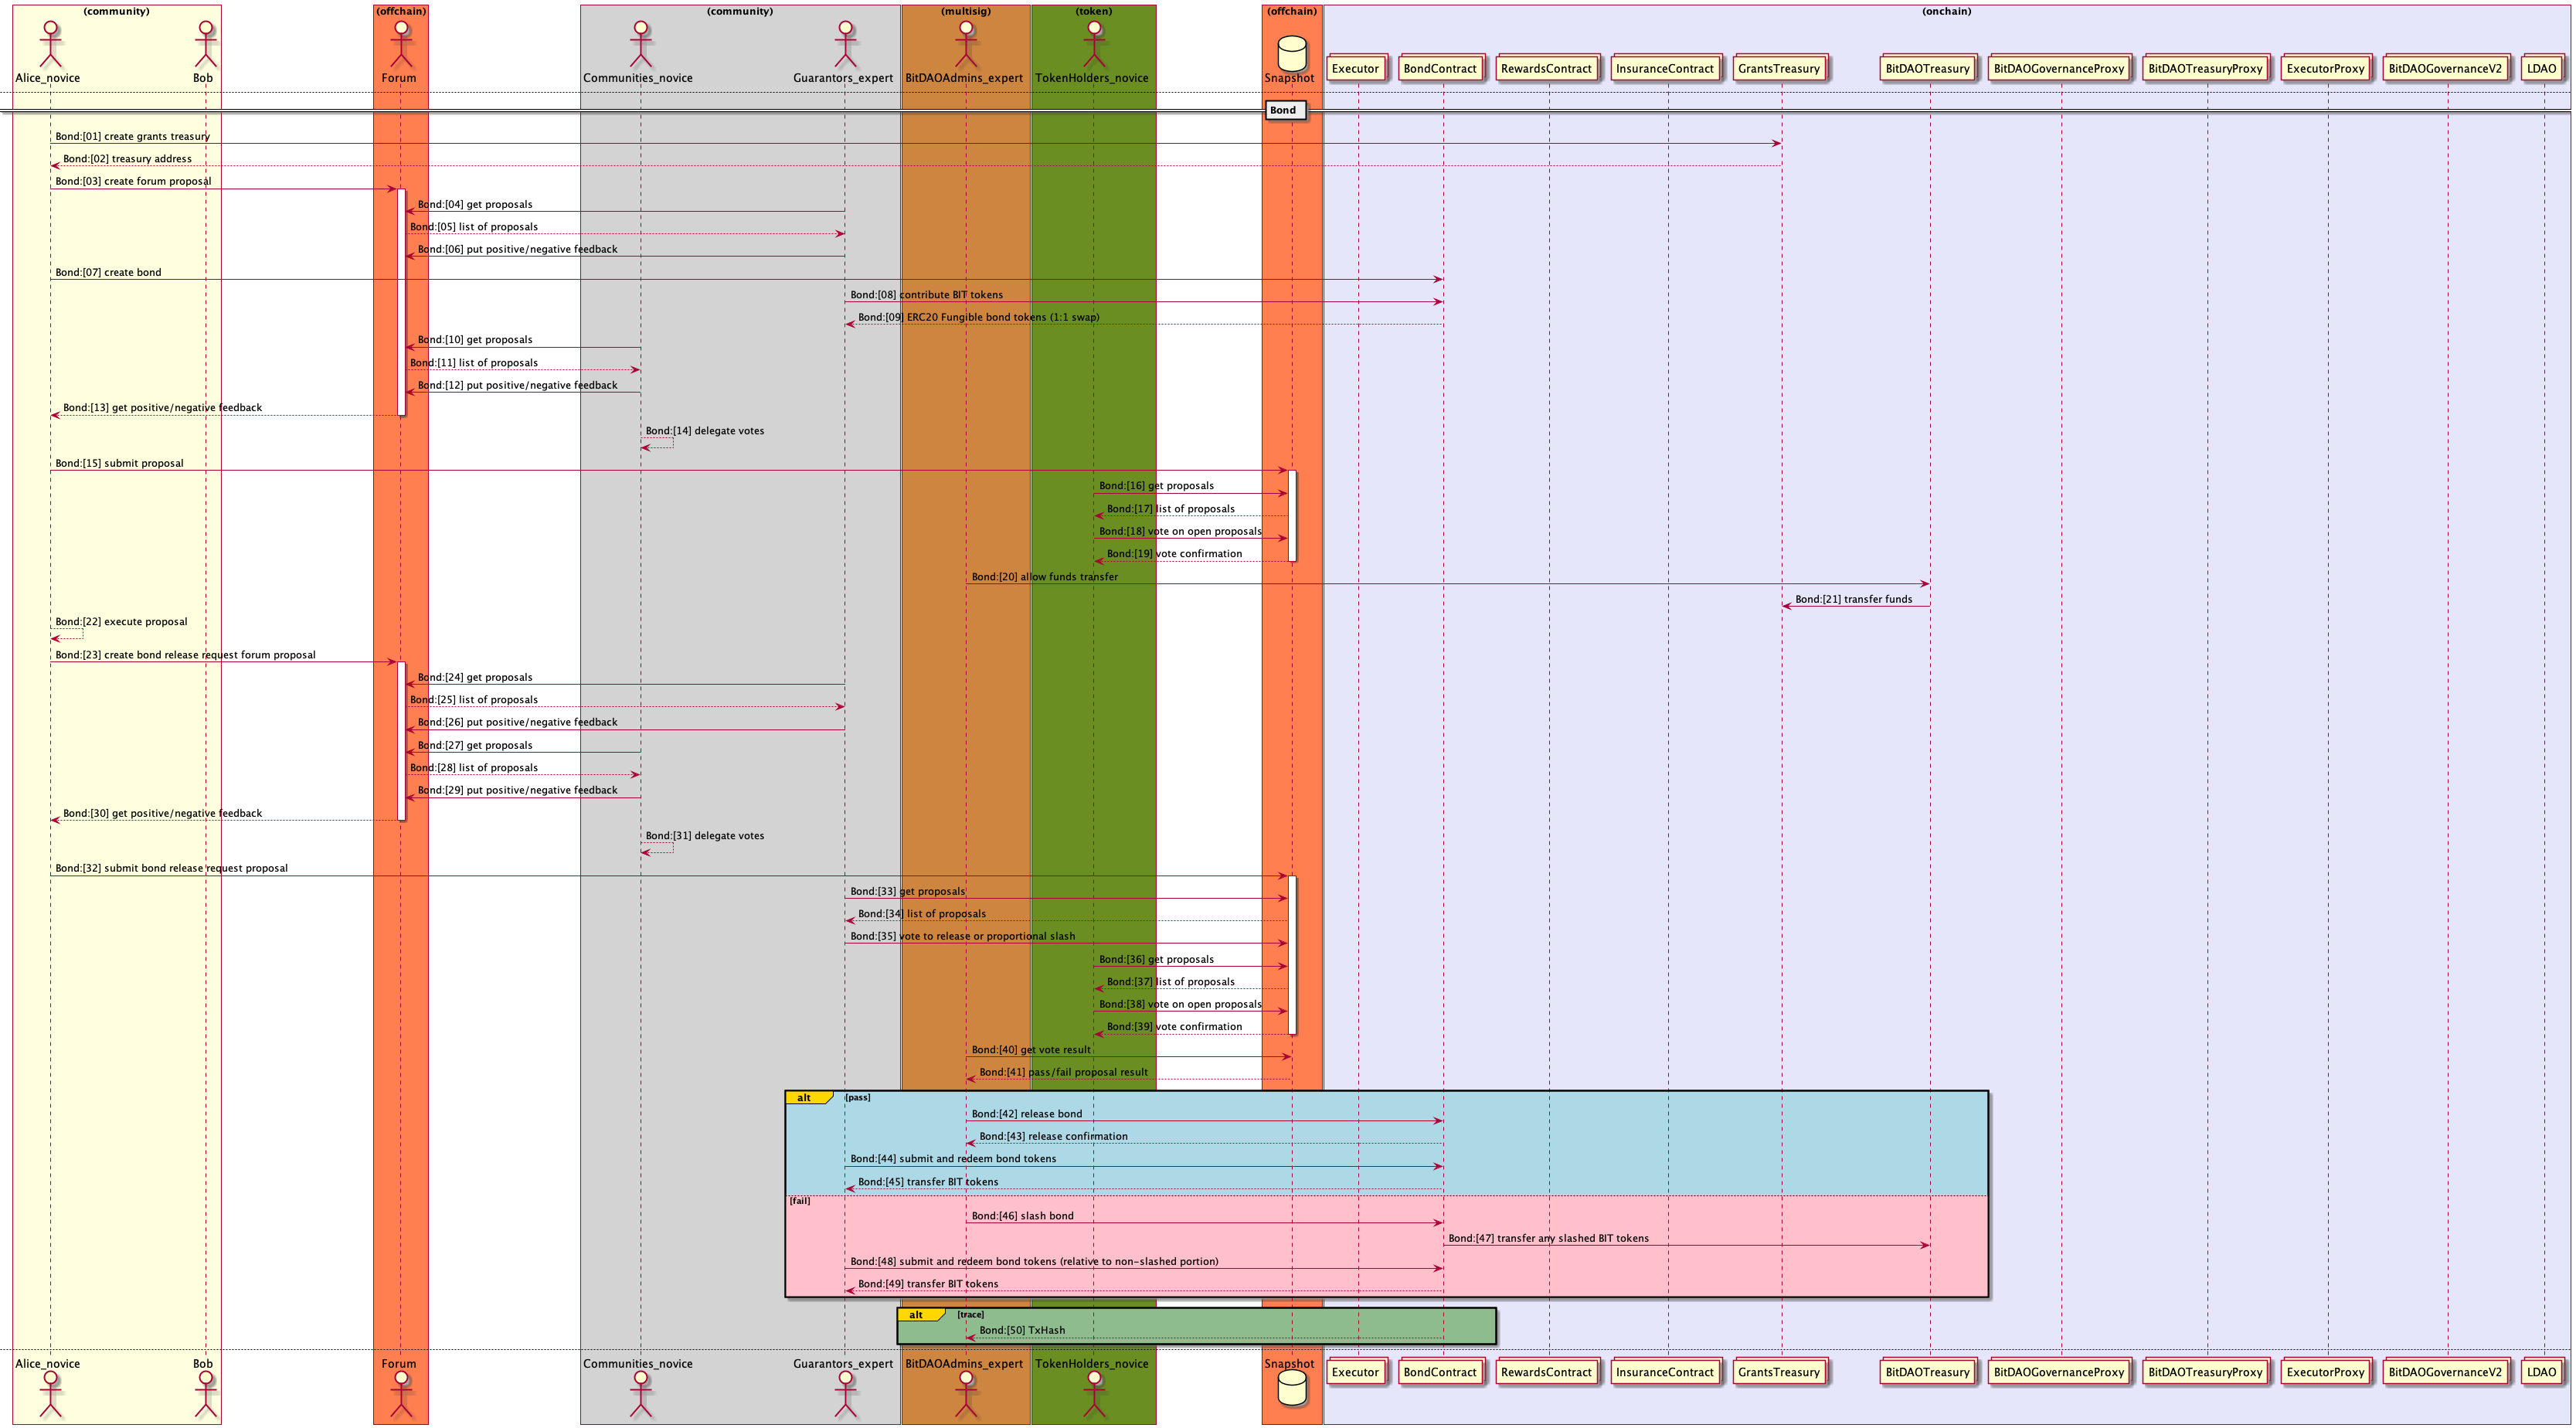 (community)
(offchain)
(community)
(multisig)
(token)
(offchain)
(onchain)
Alice_novice
Bob
Forum
Communities_novice
Guarantors_expert
BitDAOAdmins_expert
TokenHolders_novice
Snapshot
Executor
BondContract
RewardsContract
InsuranceContract
GrantsTreasury
BitDAOTreasury
BitDAOGovernanceProxy
BitDAOTreasuryProxy
ExecutorProxy
BitDAOGovernanceV2
LDAO
Bond
Bond:[01] create grants treasury
Bond:[02] treasury address
Bond:[03] create forum proposal
Bond:[04] get proposals
Bond:[05] list of proposals
Bond:[06] put positive/negative feedback
Bond:[07] create bond
Bond:[08] contribute BIT tokens
Bond:[09] ERC20 Fungible bond tokens (1:1 swap)
Bond:[10] get proposals
Bond:[11] list of proposals
Bond:[12] put positive/negative feedback
Bond:[13] get positive/negative feedback
Bond:[14] delegate votes
Bond:[15] submit proposal
Bond:[16] get proposals
Bond:[17] list of proposals
Bond:[18] vote on open proposals
Bond:[19] vote confirmation
Bond:[20] allow funds transfer
Bond:[21] transfer funds
Bond:[22] execute proposal
Bond:[23] create bond release request forum proposal
Bond:[24] get proposals
Bond:[25] list of proposals
Bond:[26] put positive/negative feedback
Bond:[27] get proposals
Bond:[28] list of proposals
Bond:[29] put positive/negative feedback
Bond:[30] get positive/negative feedback
Bond:[31] delegate votes
Bond:[32] submit bond release request proposal
Bond:[33] get proposals
Bond:[34] list of proposals
Bond:[35] vote to release or proportional slash
Bond:[36] get proposals
Bond:[37] list of proposals
Bond:[38] vote on open proposals
Bond:[39] vote confirmation
Bond:[40] get vote result
Bond:[41] pass/fail proposal result
alt [pass]
Bond:[42] release bond
Bond:[43] release confirmation
Bond:[44] submit and redeem bond tokens
Bond:[45] transfer BIT tokens
[fail]
Bond:[46] slash bond
Bond:[47] transfer any slashed BIT tokens
Bond:[48] submit and redeem bond tokens (relative to non-slashed portion)
Bond:[49] transfer BIT tokens
alt [trace]
Bond:[50] TxHash
Alice_novice
Bob
Forum
Communities_novice
Guarantors_expert
BitDAOAdmins_expert
TokenHolders_novice
Snapshot
Executor
BondContract
RewardsContract
InsuranceContract
GrantsTreasury
BitDAOTreasury
BitDAOGovernanceProxy
BitDAOTreasuryProxy
ExecutorProxy
BitDAOGovernanceV2
LDAO